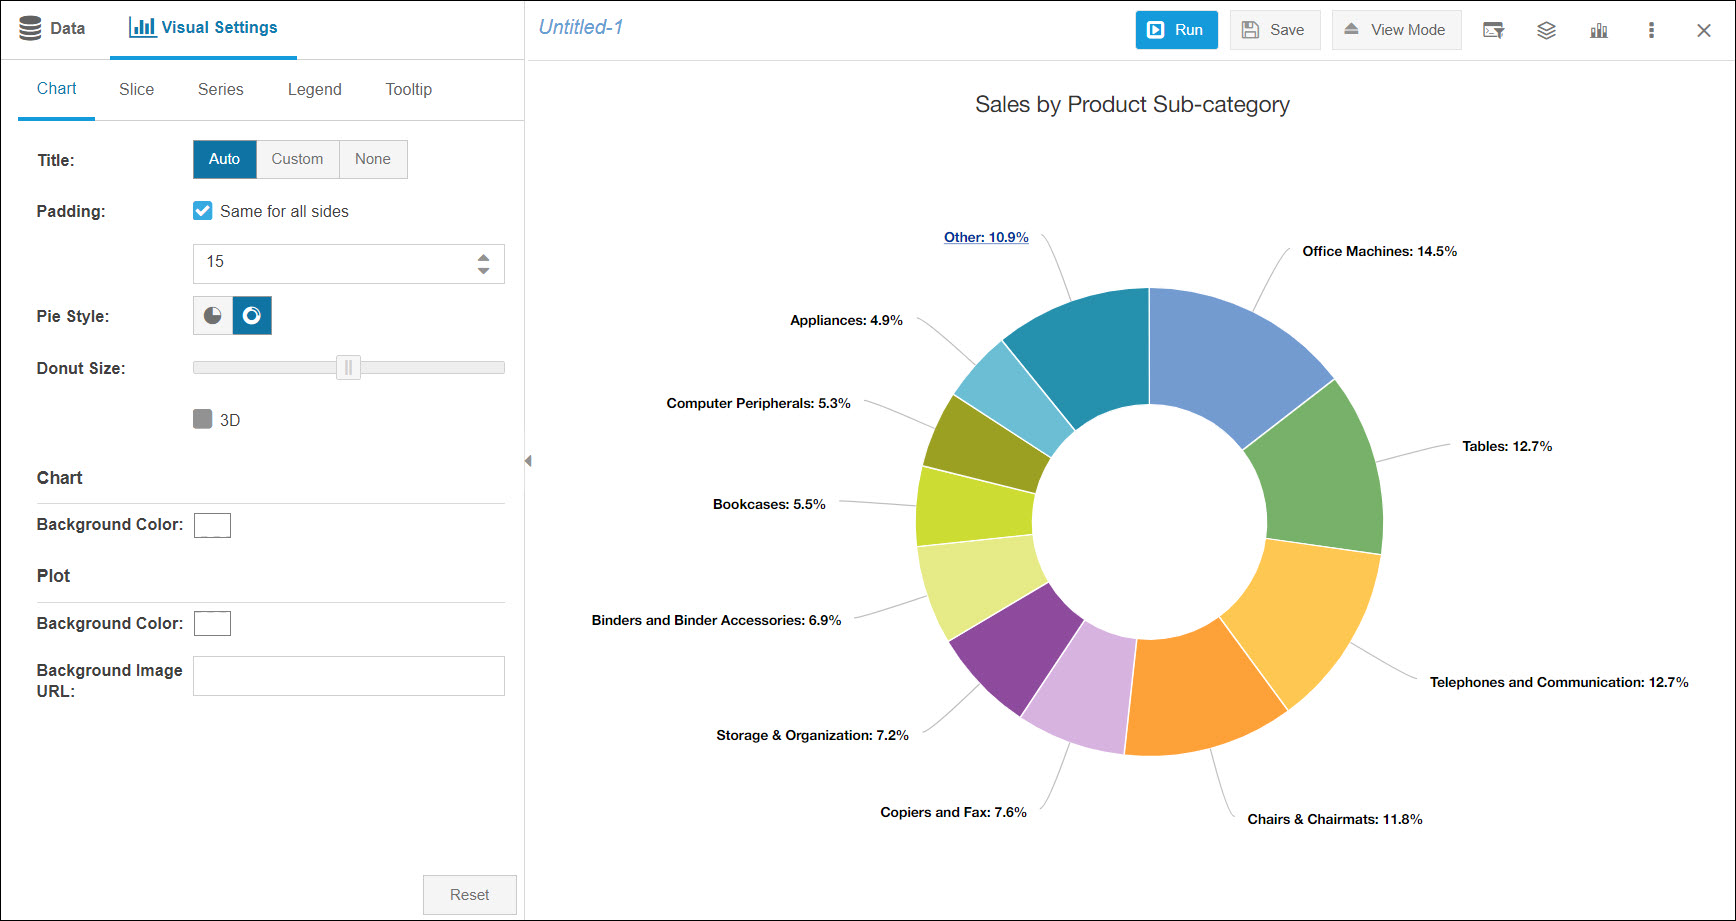 Data
Visual Settings
Untitled-1
Run
Save
View Mode
Chart
Slice
Series
Legend
Tooltip
Title:
Auto
Custom
None
Padding:
Same for all sides
15
Pie Style:
Donut Size:
3D
Chart
Background Color:
Plot
Background Color:
Background Image
URL:
Reset
Sales by Product Sub-category
Other: 10.9%
Office Machines: 14.5%
Appliances: 4.9%
Computer Peripherals: 5.3%
Tables: 12.7%
Bookcases: 5.5%
Binders and Binder Accessories: 6.9%
Telephones and Communication: 12.7%
Storage & Organization: 7.2%
Copiers and Fax: 7.6%
Chairs & Chairmats: 11.8%